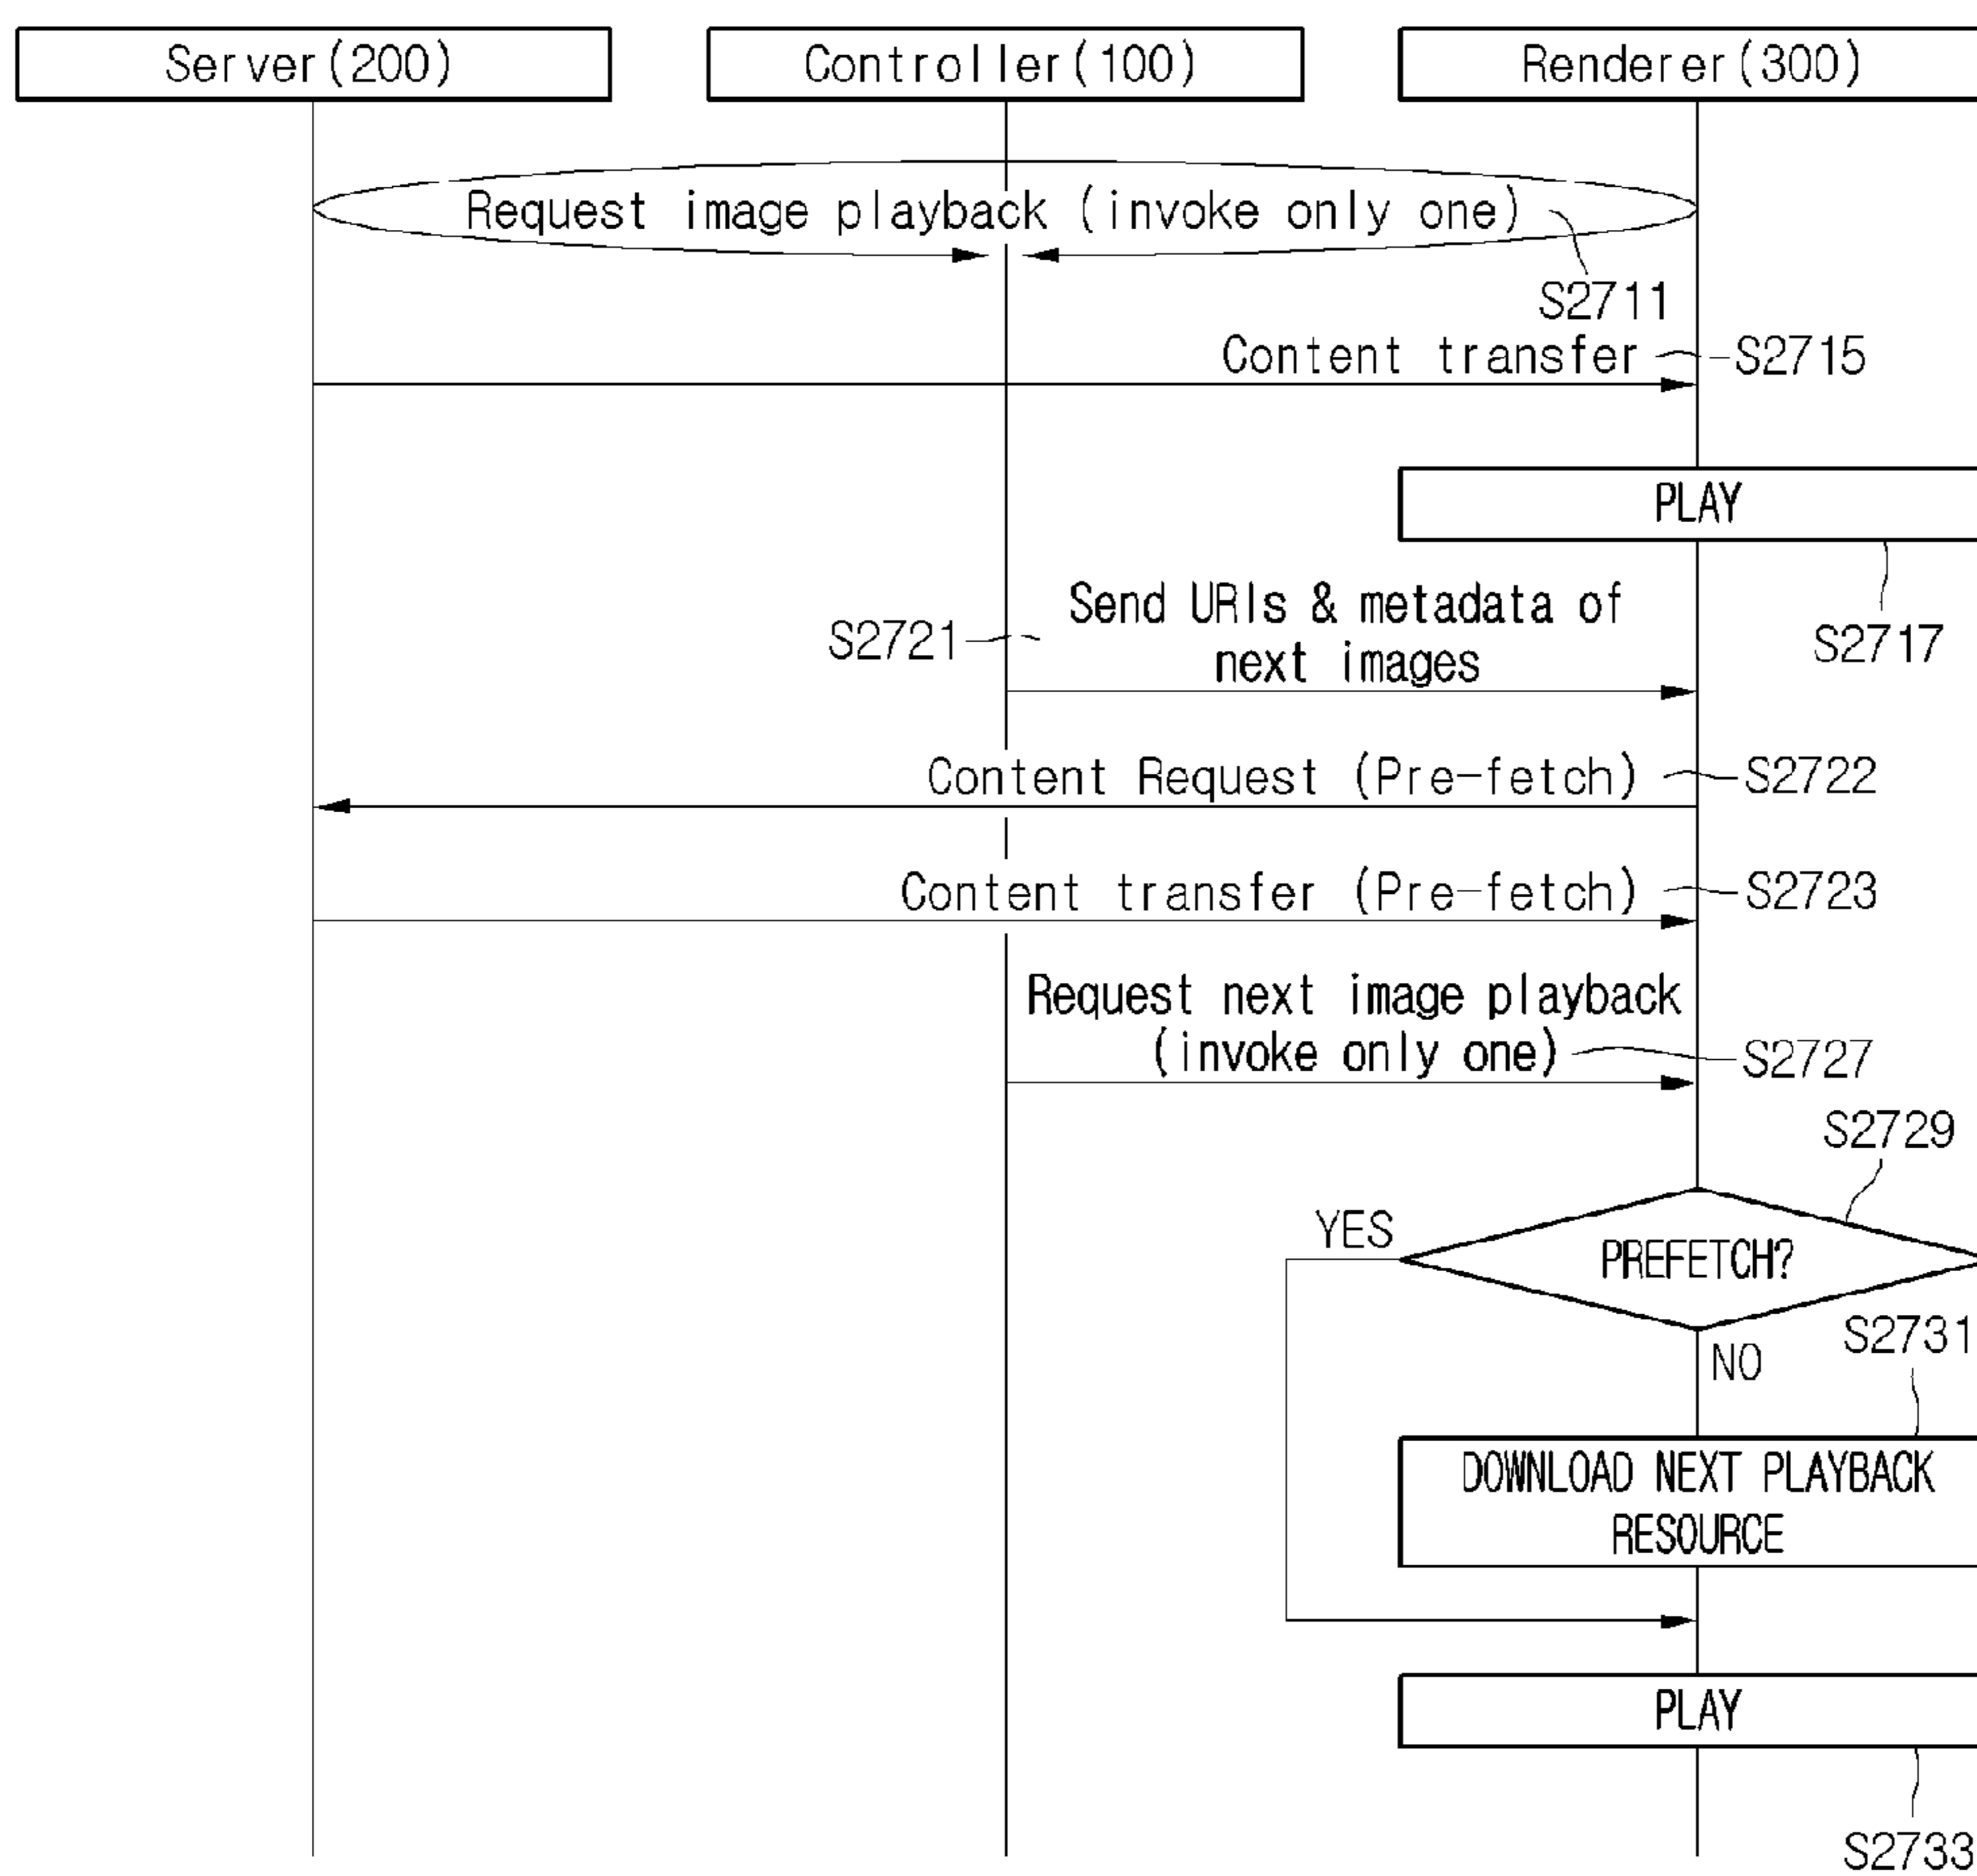 Server(200)
Controller(100)
Renderer(300)
Request image playback (invoke only one)
S2711
Content transfer
S2715
PLAY
S2717
Send URIs & metadata of
next images
S2721
Content Request (Pre-fetch)
S2722
Content transfer (Pre-fetch)
S2723
Request next image playback
(invoke only one)
S2727
S2729
YES
PREFETCH?
NO
S2731
DOWNLOAD NEXT PLAYBACK
RESOURCE
PLAY
S2733